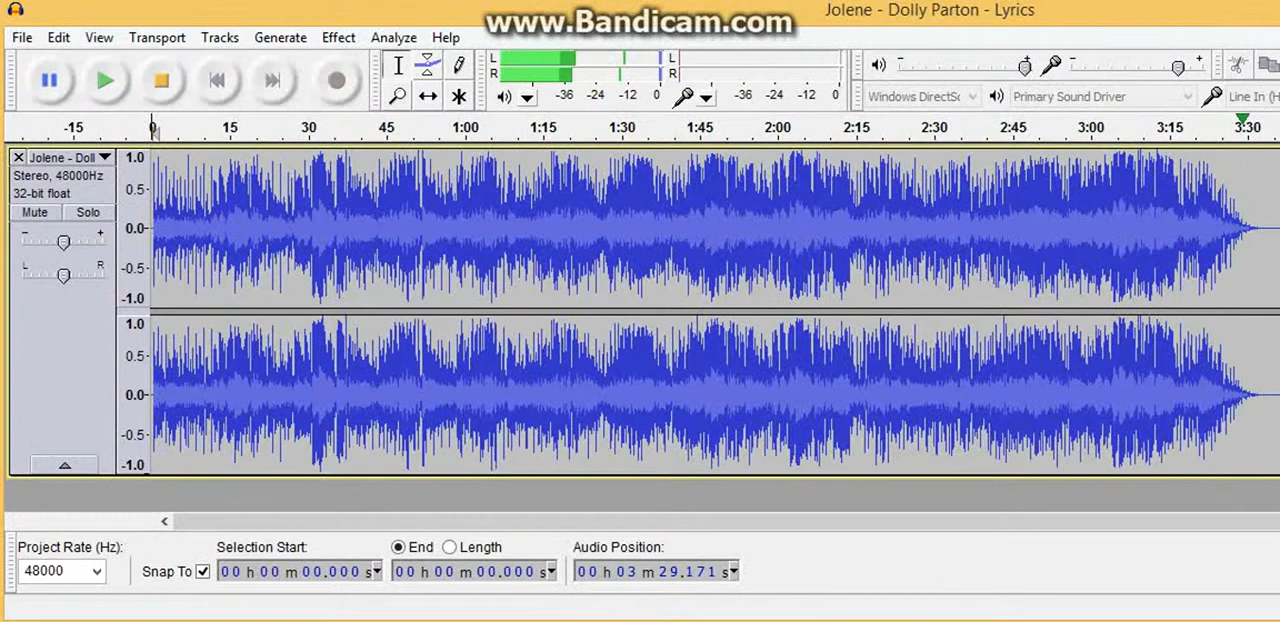 www.Bandicam.com
Jolene - Dolly Parton - Lyrics
File Edit View Transport Tracks Generate Effect Analyze Help
L L
R R
-36 -24 -12 0 -36 -24 -12 0
- + - +
Windows DirectSc Primary Sound Driver Line In (H
-15 0 15 30 45 1:00 1:15 1:30 1:45 2:00 2:15 2:30 2:45 3:00 3:15 3:30
Jolene - Doll
Stereo, 48000Hz
32-bit float
Mute Solo
- +
L R
1.0
0.5-
0.0-
-0.5-
-1.0
1.0
0.5-
0.0-
-0.5-
-1.0
Project Rate (Hz): Selection Start: End Length Audio Position:
48000 Snap To 00 h 00 m 00.000 s 00 h 00 m 00.000 s 00 h 03 m 29.171 s